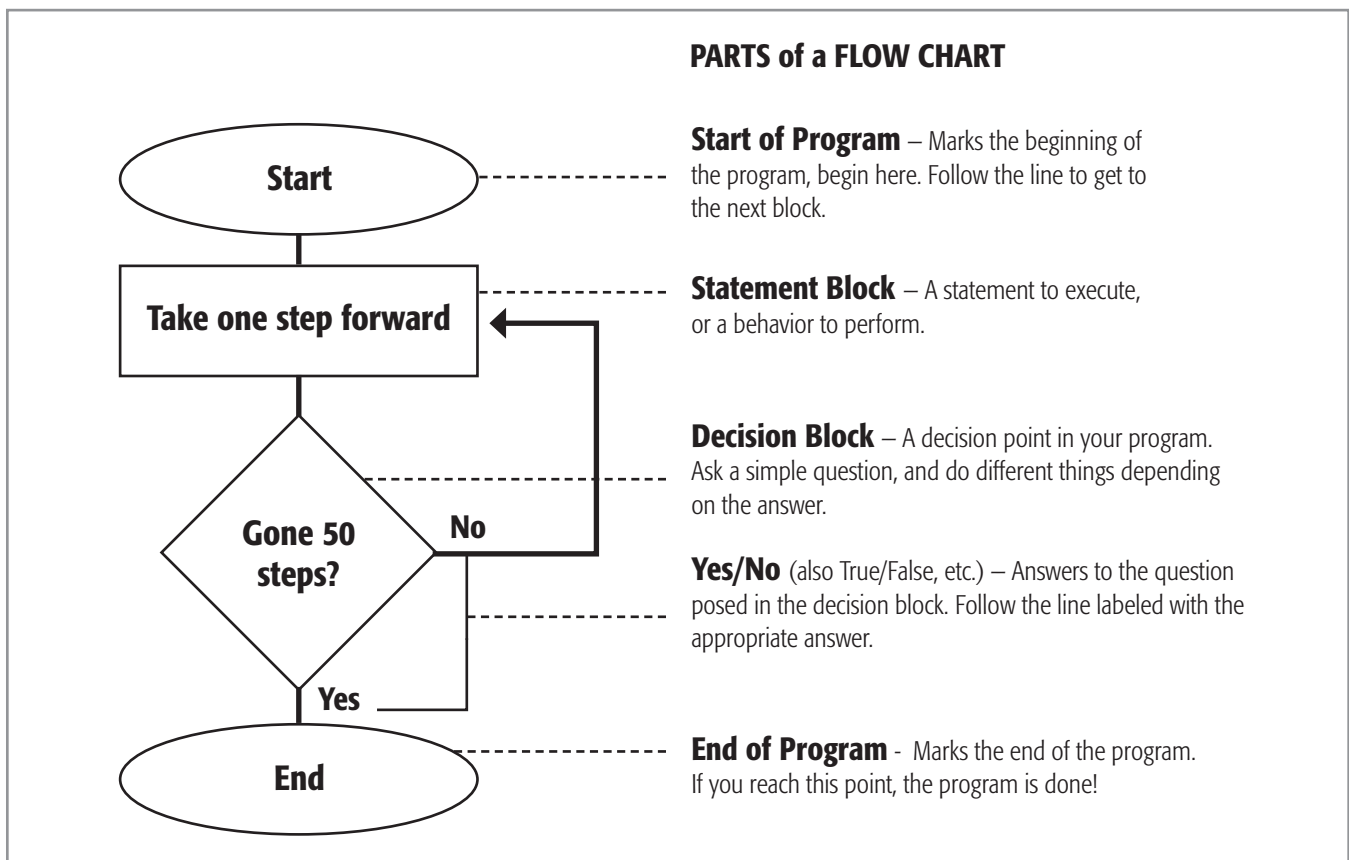 PARTS of a FLOW CHART
Start
Start of Program – Marks the beginning of
the program, begin here. Follow the line to get to
the next block.
Take one step forward
Statement Block – A statement to execute,
or a behavior to perform.
Gone 50
steps?
No
Yes
Decision Block – A decision point in your program.
Ask a simple question, and do different things depending
on the answer.
Yes/No (also True/False, etc.) – Answers to the question
posed in the decision block. Follow the line labeled with the
appropriate answer.
End
End of Program - Marks the end of the program.
If you reach this point, the program is done!